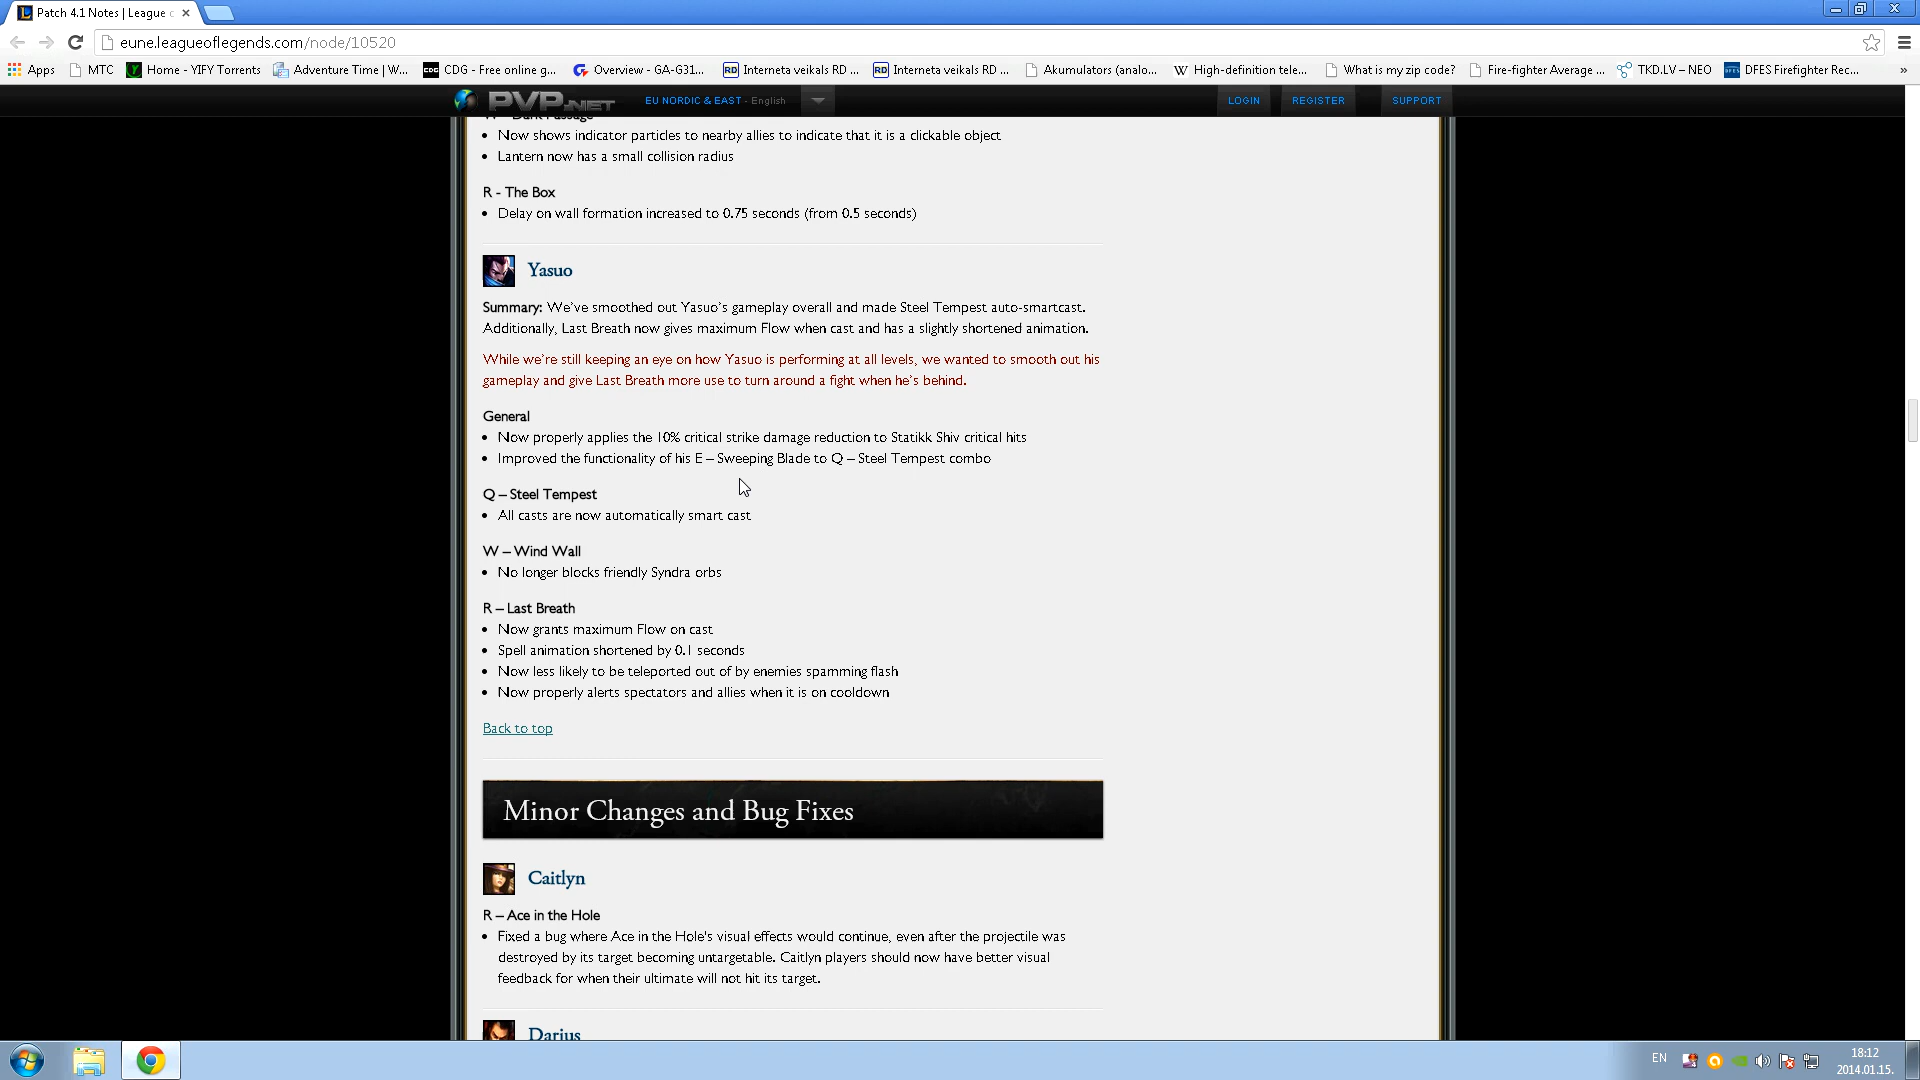 Patch 4.1 Notes | League
eune.leagueoflegends.com/node/10520
Apps MTC Home - YIFY Torrents Adventure Time | W... CDG - Free online g... Overview - GA-G31... Interneta veikals RD ... Interneta veikals RD ... Akumulators (analo... High-definition tele... What is my zip code? Fire-fighter Average ... TKD.LV – NEO DFES Firefighter Rec... »
PVP.NET EU NORDIC & EAST - English LOGIN REGISTER SUPPORT
W - Dark Passage
• Now shows indicator particles to nearby allies to indicate that it is a clickable object
• Lantern now has a small collision radius
R - The Box
• Delay on wall formation increased to 0.75 seconds (from 0.5 seconds)
Yasuo
Summary: We've smoothed out Yasuo's gameplay overall and made Steel Tempest auto-smartcast.
Additionally, Last Breath now gives maximum Flow when cast and has a slightly shortened animation.
While we're still keeping an eye on how Yasuo is performing at all levels, we wanted to smooth out his
gameplay and give Last Breath more use to turn around a fight when he's behind.
General
• Now properly applies the 10% critical strike damage reduction to Statikk Shiv critical hits
• Improved the functionality of his E – Sweeping Blade to Q – Steel Tempest combo
Q – Steel Tempest
• All casts are now automatically smart cast
W – Wind Wall
• No longer blocks friendly Syndra orbs
R – Last Breath
• Now grants maximum Flow on cast
• Spell animation shortened by 0.1 seconds
• Now less likely to be teleported out of by enemies spamming flash
• Now properly alerts spectators and allies when it is on cooldown
Back to top
Minor Changes and Bug Fixes
Caitlyn
R – Ace in the Hole
• Fixed a bug where Ace in the Hole's visual effects would continue, even after the projectile was
destroyed by its target becoming untargetable. Caitlyn players should now have better visual
feedback for when their ultimate will not hit its target.
Darius
EN 18:12
2014.01.15.